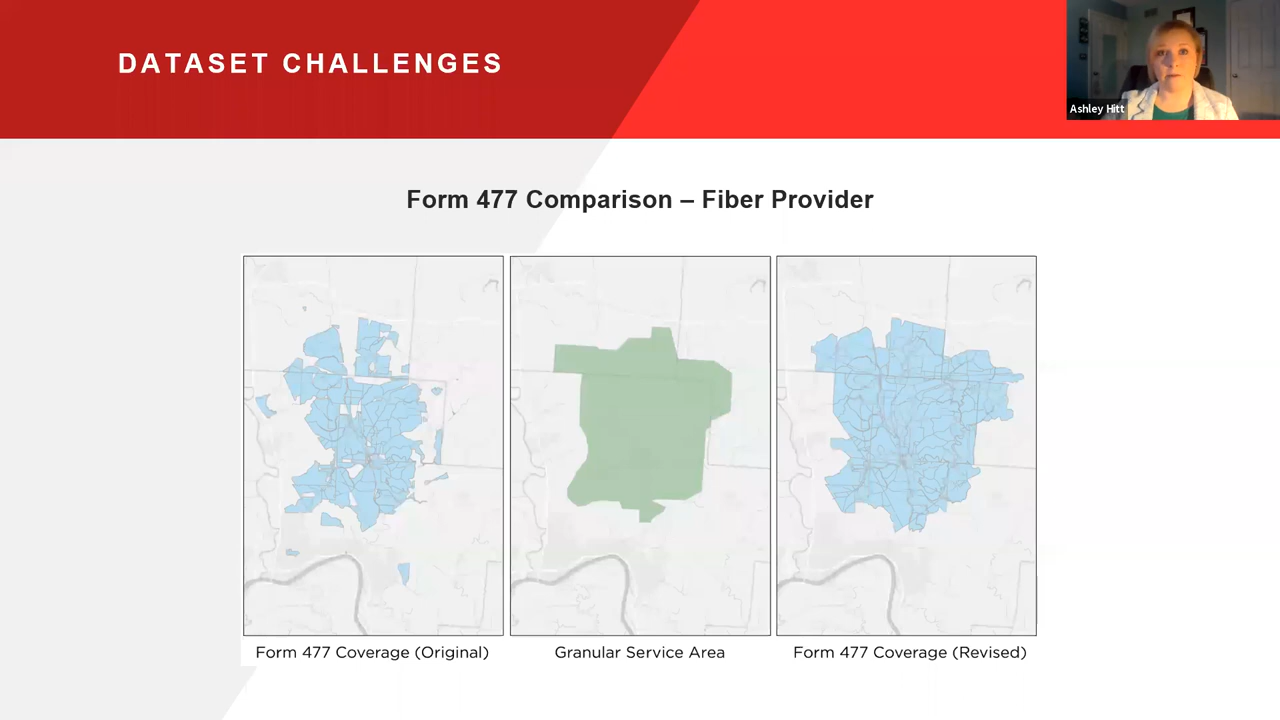 DATASET CHALLENGES
Ashley Hitt
Form 477 Comparison – Fiber Provider
Form 477 Coverage (Original)
Granular Service Area
Form 477 Coverage (Revised)